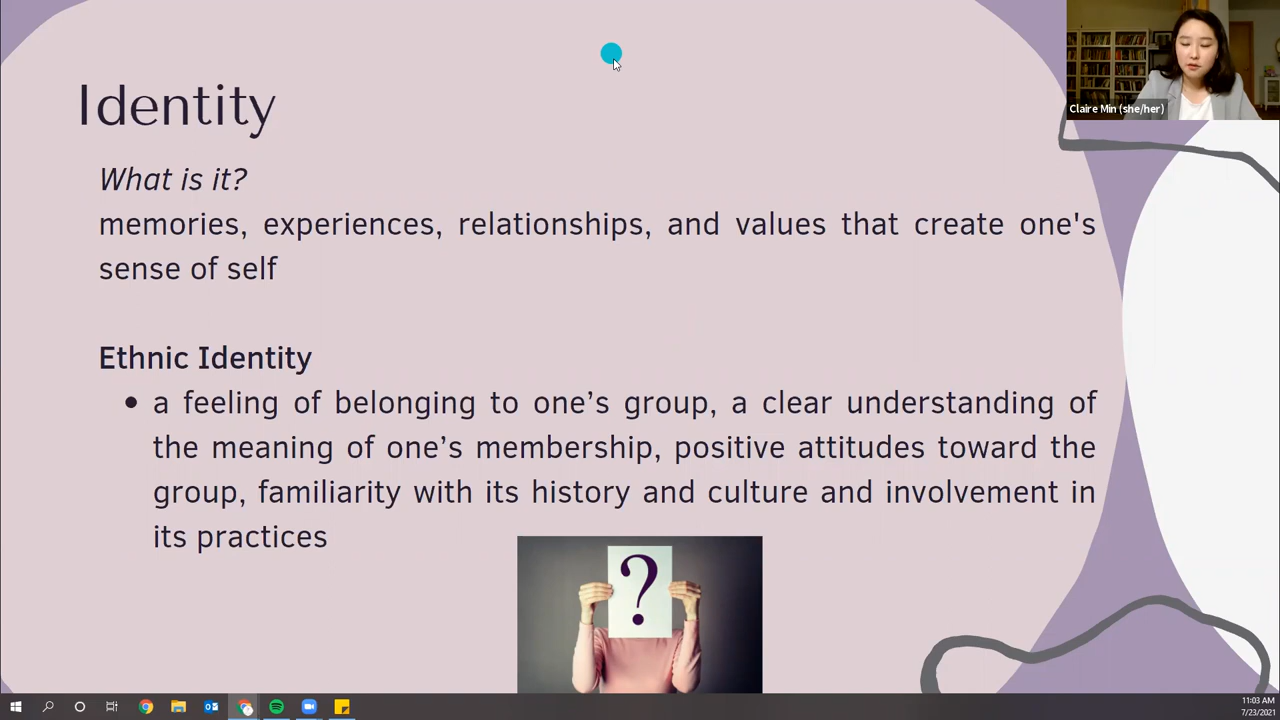 Identity
Claire Min (she/her)
What is it?
memories, experiences, relationships, and values that create one's
sense of self
Ethnic Identity
• a feeling of belonging to one’s group, a clear understanding of
the meaning of one’s membership, positive attitudes toward the
group, familiarity with its history and culture and involvement in
its practices
?
11:03 AM
7/23/2021